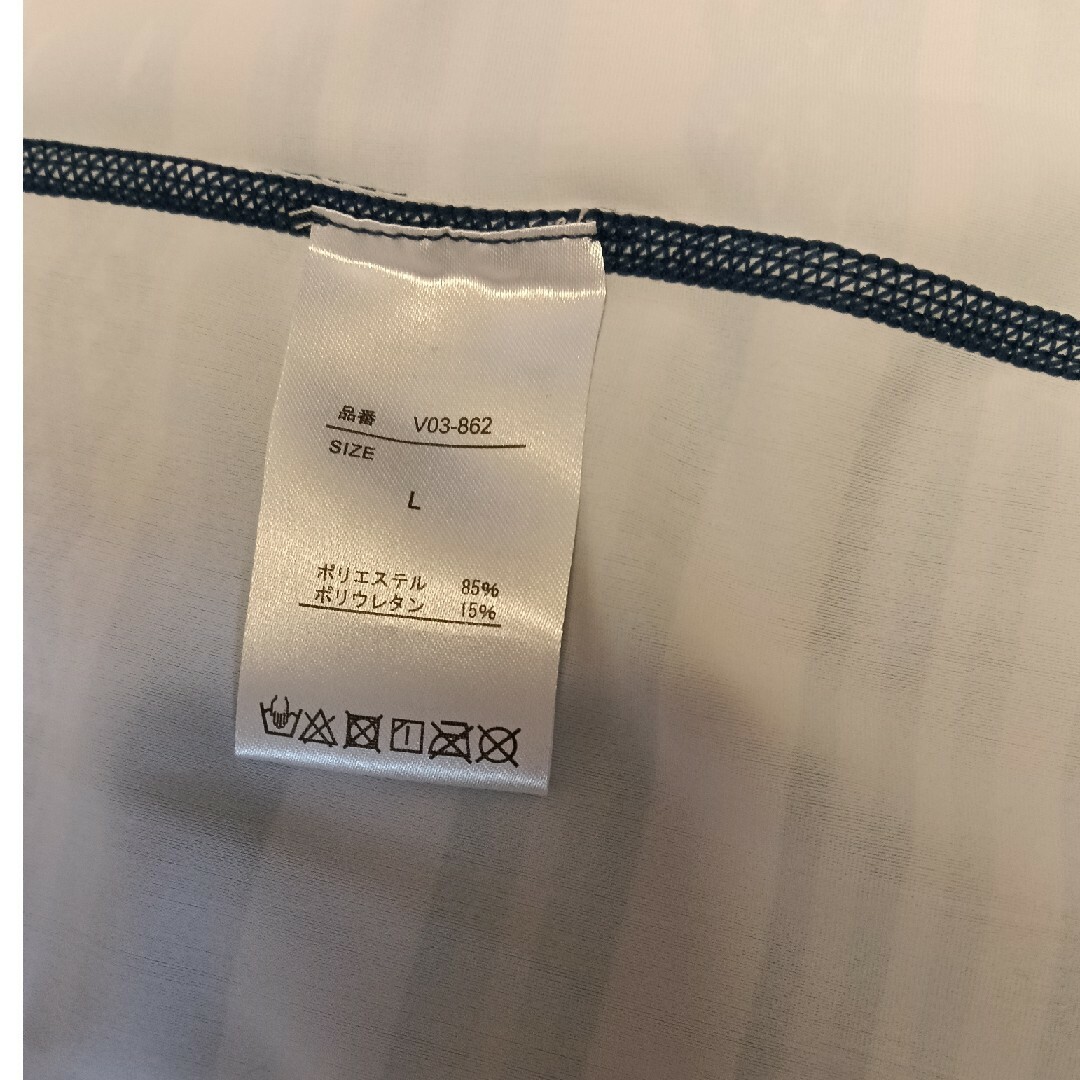 品番 V03-862
SIZE
L
ポリエステル 85%
ポリウレタン 15%